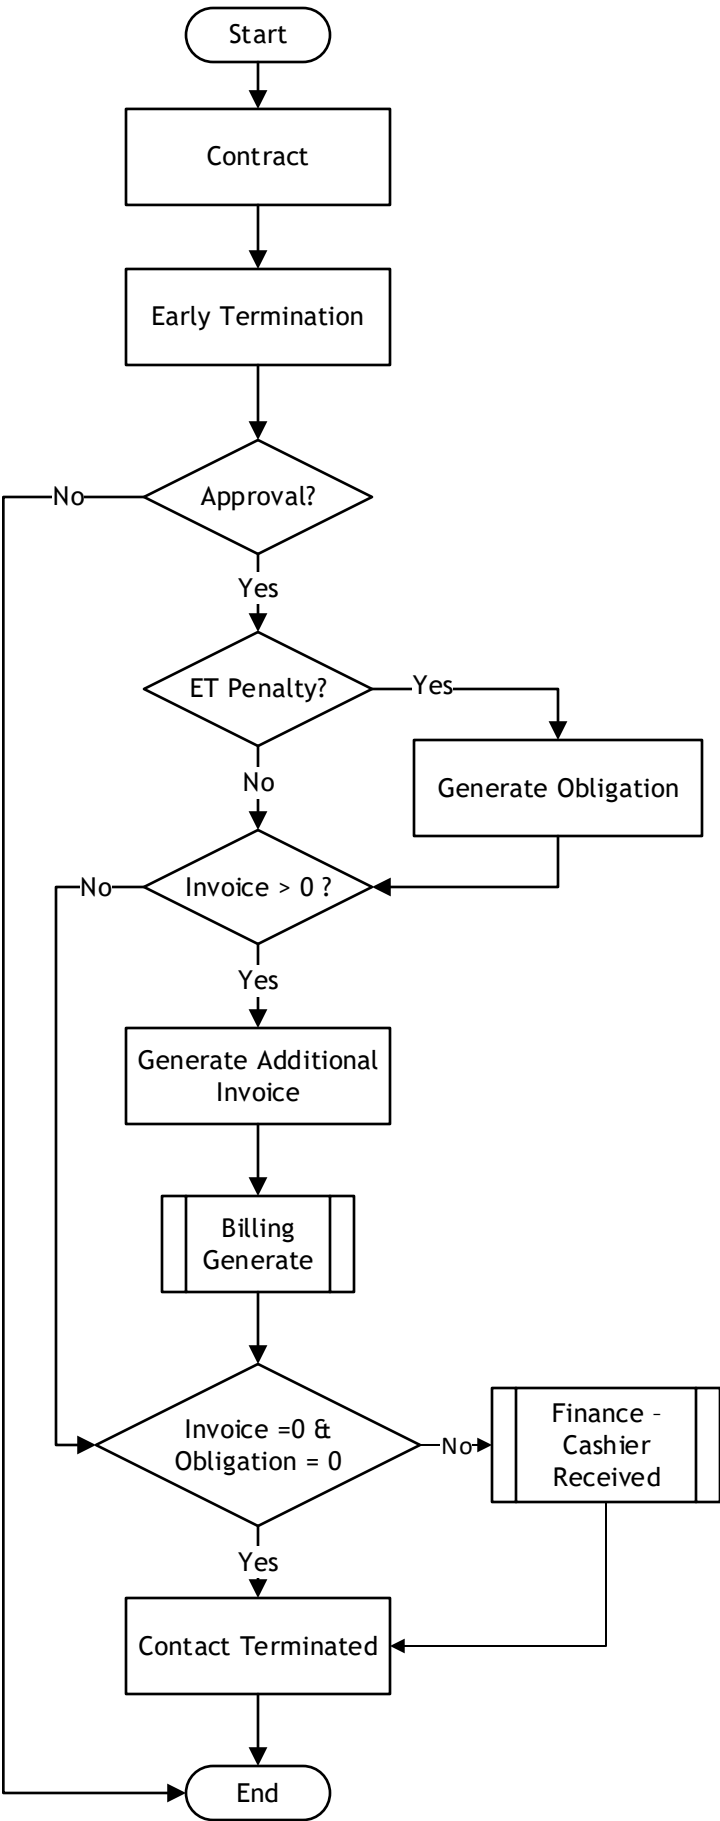 Start
Contract
Early Termination
Approval?
No
Yes
ET Penalty?
Yes
No
Generate Obligation
Invoice > 0 ?
No
Yes
Generate Additional
Invoice
Billing
Generate
Invoice =0 &
Obligation = 0
No
Finance –
Cashier
Received
Yes
Contact Terminated
End